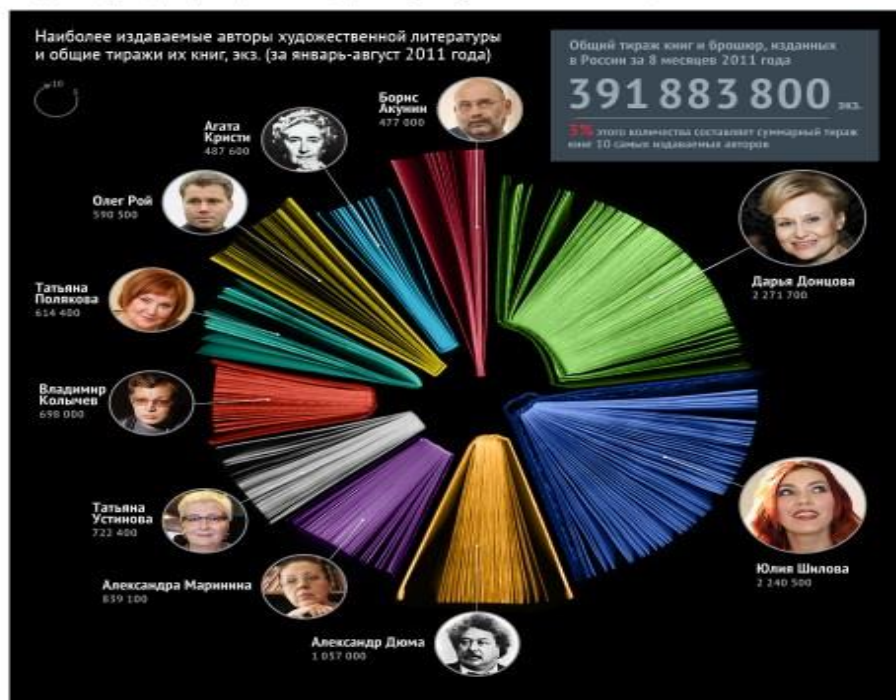 Наиболее издаваемые авторы художественной литературы
и общие тиражи их книг, экз. (за январь-август 2011 года)
Общий тираж книг и брошюр, изданных
в России за 8 месяцев 2011 года
391 883 800 экз.
3% этого количества составляет суммарный тираж
книг 10 самых издаваемых авторов
10
Борис
Акунин
477 000
Агата
Кристи
487 600
Олег Рой
590 500
Татьяна
Полякова
614 400
Владимир
Колычев
698 000
Татьяна
Устинова
722 400
Александра Маринина
839 100
Александр Дюма
1 057 000
Юлия Шилова
2 240 500
Дарья Донцова
2 271 700